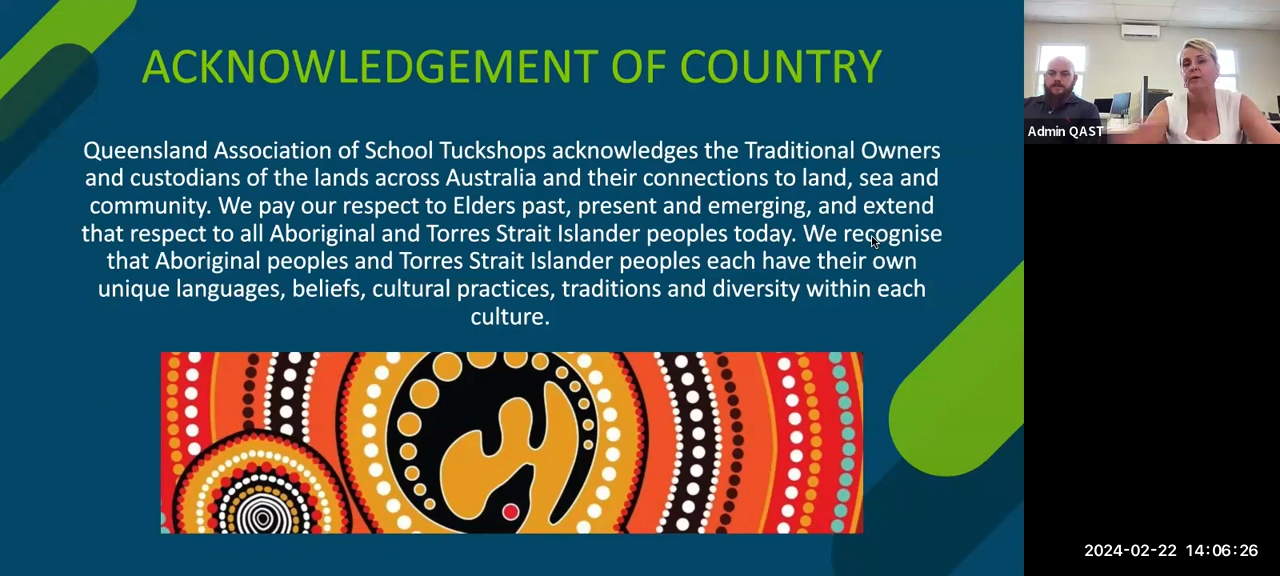 ACKNOWLEDGEMENT OF COUNTRY
Queensland Association of School Tuckshops acknowledges the Traditional Owners
and custodians of the lands across Australia and their connections to land, sea and
community. We pay our respect to Elders past, present and emerging, and extend
that respect to all Aboriginal and Torres Strait Islander peoples today. We recognise
that Aboriginal peoples and Torres Strait Islander peoples each have their own
unique languages, beliefs, cultural practices, traditions and diversity within each
culture.
Admin QAST
2024-02-22 14:06:26